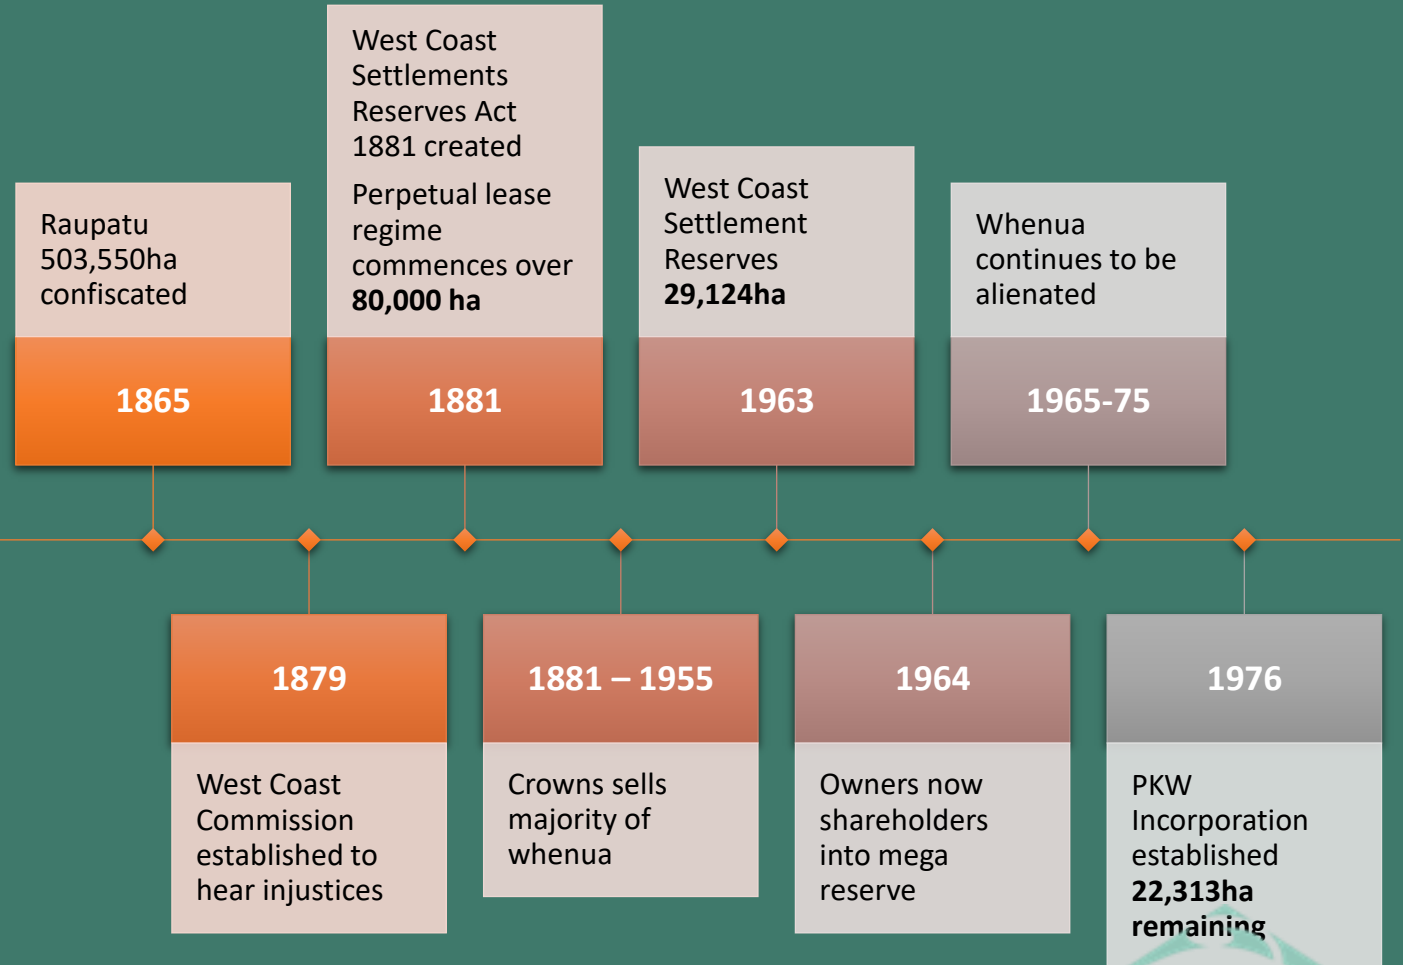 Raupatu
503,550ha
confiscated
1865
West Coast
Commission
established to
hear injustices
1879
West Coast
Settlements
Reserves Act
1881 created
Perpetual lease
regime
commences over
80,000 ha
1881
1881 – 1955
Crowns sells
majority of
whenua
West Coast
Settlement
Reserves
29,124ha
1963
1964
Owners now
shareholders
into mega
reserve
Whenua
continues to be
alienated
1965-75
1976
PKW
Incorporation
established
22,313ha
remaining